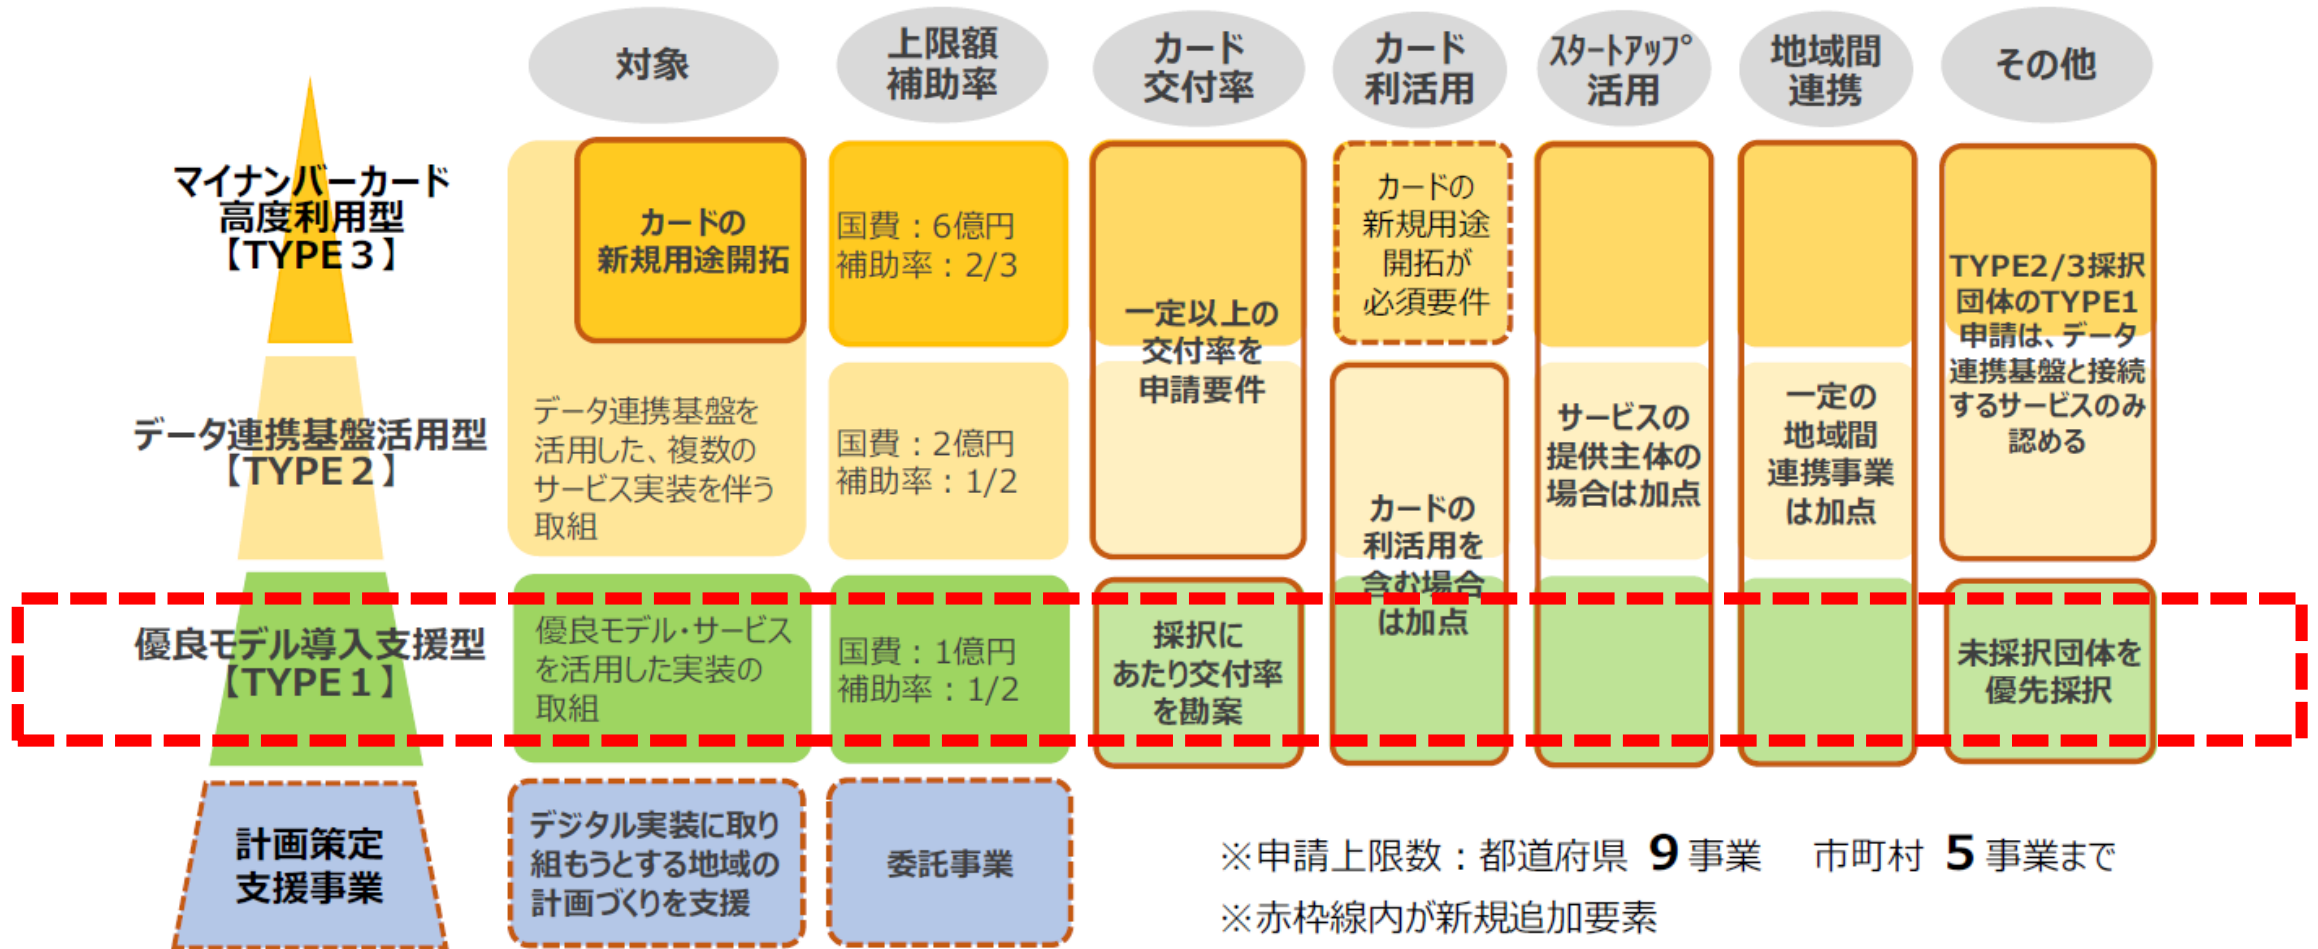 対象
上限額
補助率
カード
交付率
カード
利活用
スタートアップ
活用
地域間
連携
その他
マイナンバーカード
高度利用型
【TYPE３】
カードの
新規用途開拓
国費：6億円
補助率：2/3
一定以上の
交付率を
申請要件
カードの
新規用途
開拓が
必須要件
サービスの
提供主体の
場合は加点
一定の
地域間
連携事業
は加点
TYPE2/3採択
団体のTYPE1
申請は、データ
連携基盤と接続
するサービスのみ
認める
データ連携基盤活用型
【TYPE２】
データ連携基盤を
活用した、複数の
サービス実装を伴う
取組
国費：2億円
補助率：1/2
カードの
利活用を
含む場合
は加点
優良モデル導入支援型
【TYPE１】
優良モデル・サービス
を活用した実装の
取組
国費：1億円
補助率：1/2
採択に
あたり交付率
を勘案
未採択団体を
優先採択
計画策定
支援事業
デジタル実装に取り
組もうとする地域の
計画づくりを支援
委託事業
※申請上限数：都道府県 9 事業　市町村 5 事業まで
※赤枠線内が新規追加要素